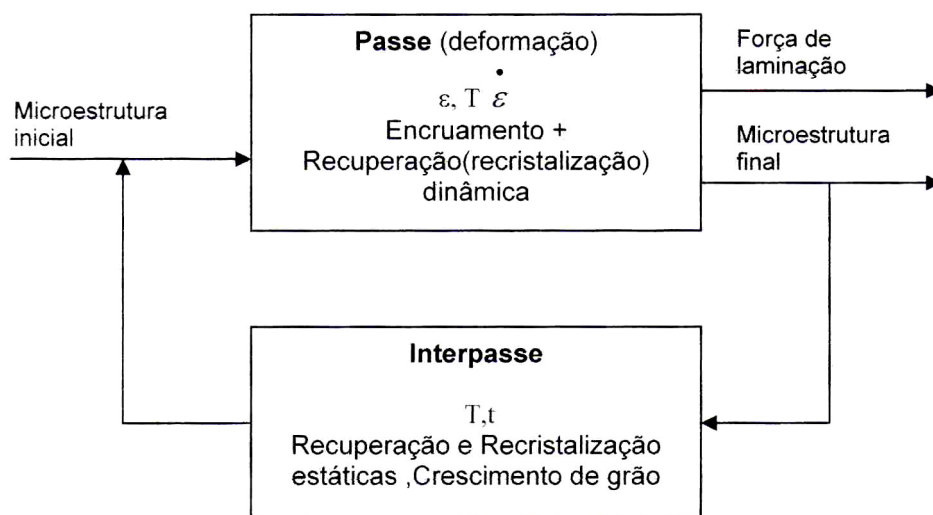 Microestrutura
inicial
Passe (deformação)
ε, T ε̇
Encruamento +
Recuperação(recristalização)
dinâmica
Força de
laminação
Microestrutura
final
Interpasse
T,t
Recuperação e Recristalização
estáticas ,Crescimento de grão